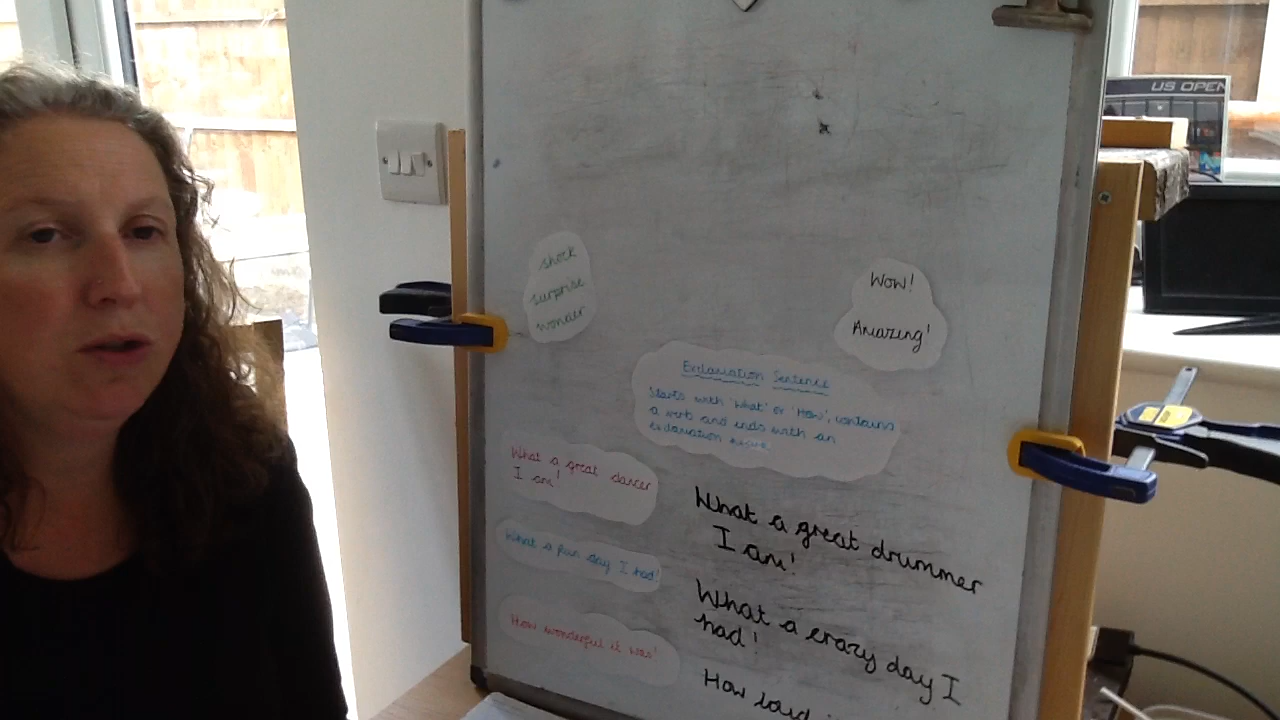 US OPEN
shock
surprise
wonder
Wow!
Amazing!
Exclamation Sentence
Starts with 'What' or 'How', contains
a verb and ends with an
exclamation mark.
What a great dancer
I am!
What a fun day I had!
How wonderful it was!
What a great drummer
I am!
What a crazy day I
had!
How loud